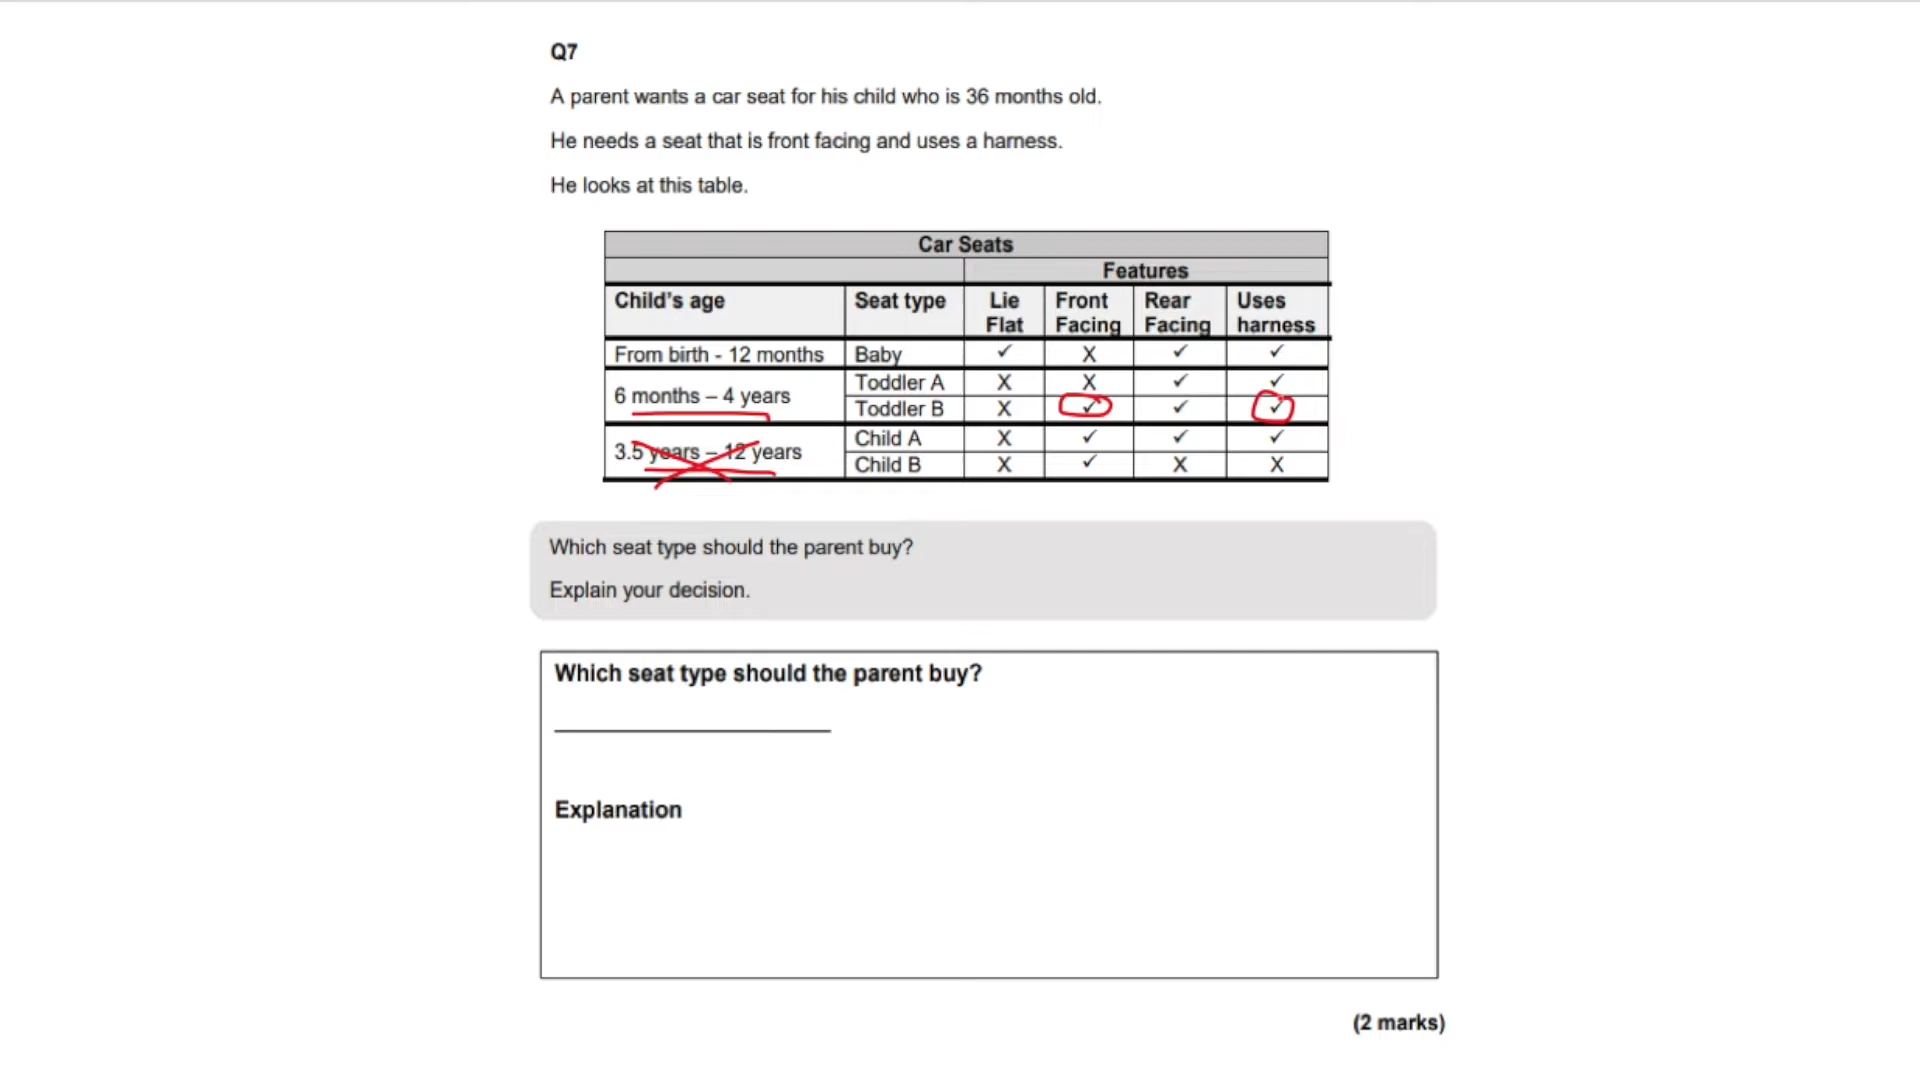 Q7
A parent wants a car seat for his child who is 36 months old.
He needs a seat that is front facing and uses a harness.
He looks at this table.
Car Seats
Features
Child's age Seat type Lie Flat Front Facing Rear Facing Uses harness
From birth - 12 months Baby ✓ X ✓ ✓
6 months – 4 years Toddler A X X ✓ ✓
Toddler B X ✓ ✓ ✓
3.5 years – 12 years Child A X ✓ ✓ ✓
Child B X ✓ X X
Which seat type should the parent buy?
Explain your decision.
Which seat type should the parent buy?
Explanation
(2 marks)